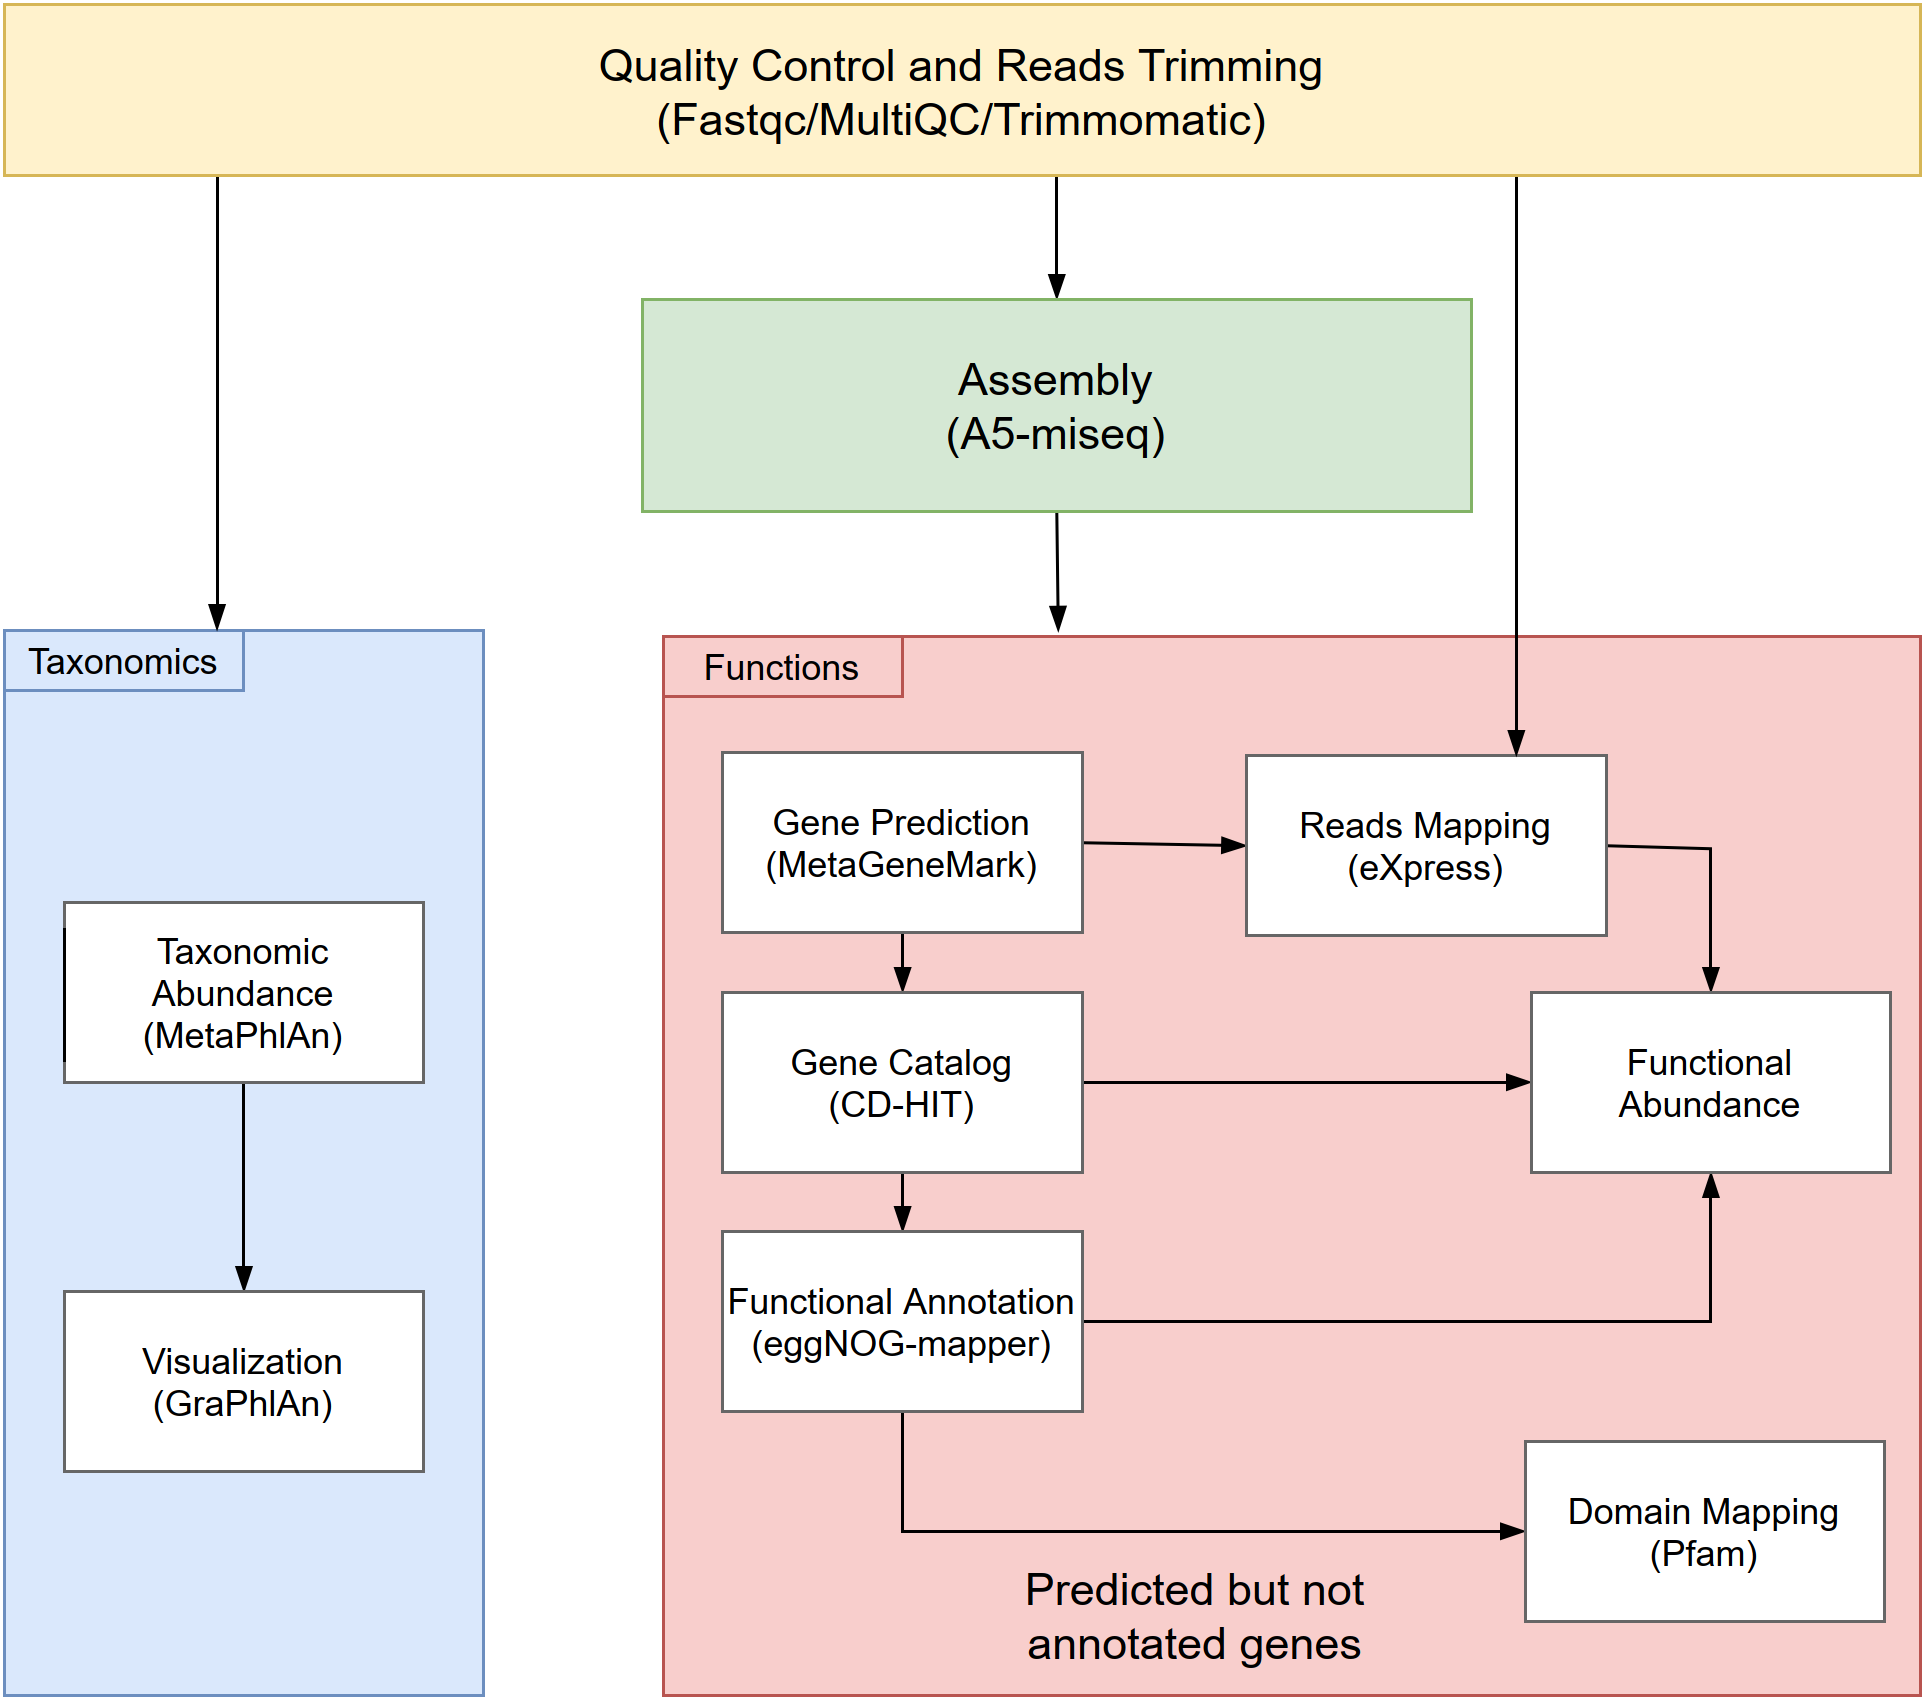 Quality Control and Reads Trimming
(Fastqc/MultiQC/Trimmomatic)
Assembly
(A5-miseq)
Taxonomics
Taxonomic
Abundance
(MetaPhlAn)
Visualization
(GraPhlAn)
Functions
Gene Prediction
(MetaGeneMark)
Reads Mapping
(eXpress)
Gene Catalog
(CD-HIT)
Functional
Abundance
Functional Annotation
(eggNOG-mapper)
Domain Mapping
(Pfam)
Predicted but not
annotated genes